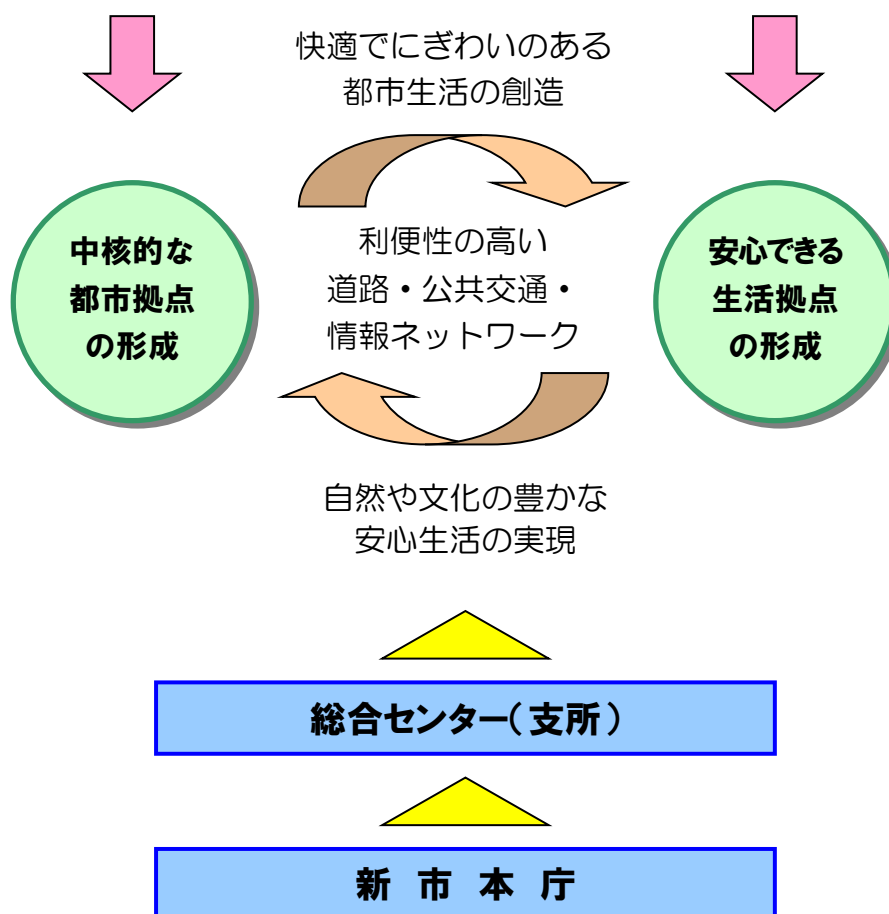 快適でにぎわいのある
都市生活の創造
中核的な
都市拠点
の形成
利便性の高い
道路・公共交通・
情報ネットワーク
安心できる
生活拠点
の形成
自然や文化の豊かな
安心生活の実現
総合センター（支所）
新 市 本 庁